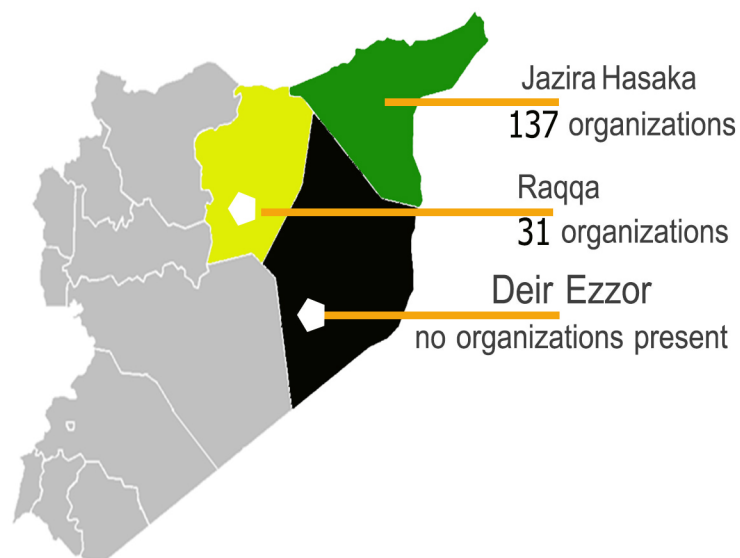 Jazira Hasaka
137 organizations
Raqqa
31 organizations
Deir Ezzor
no organizations present